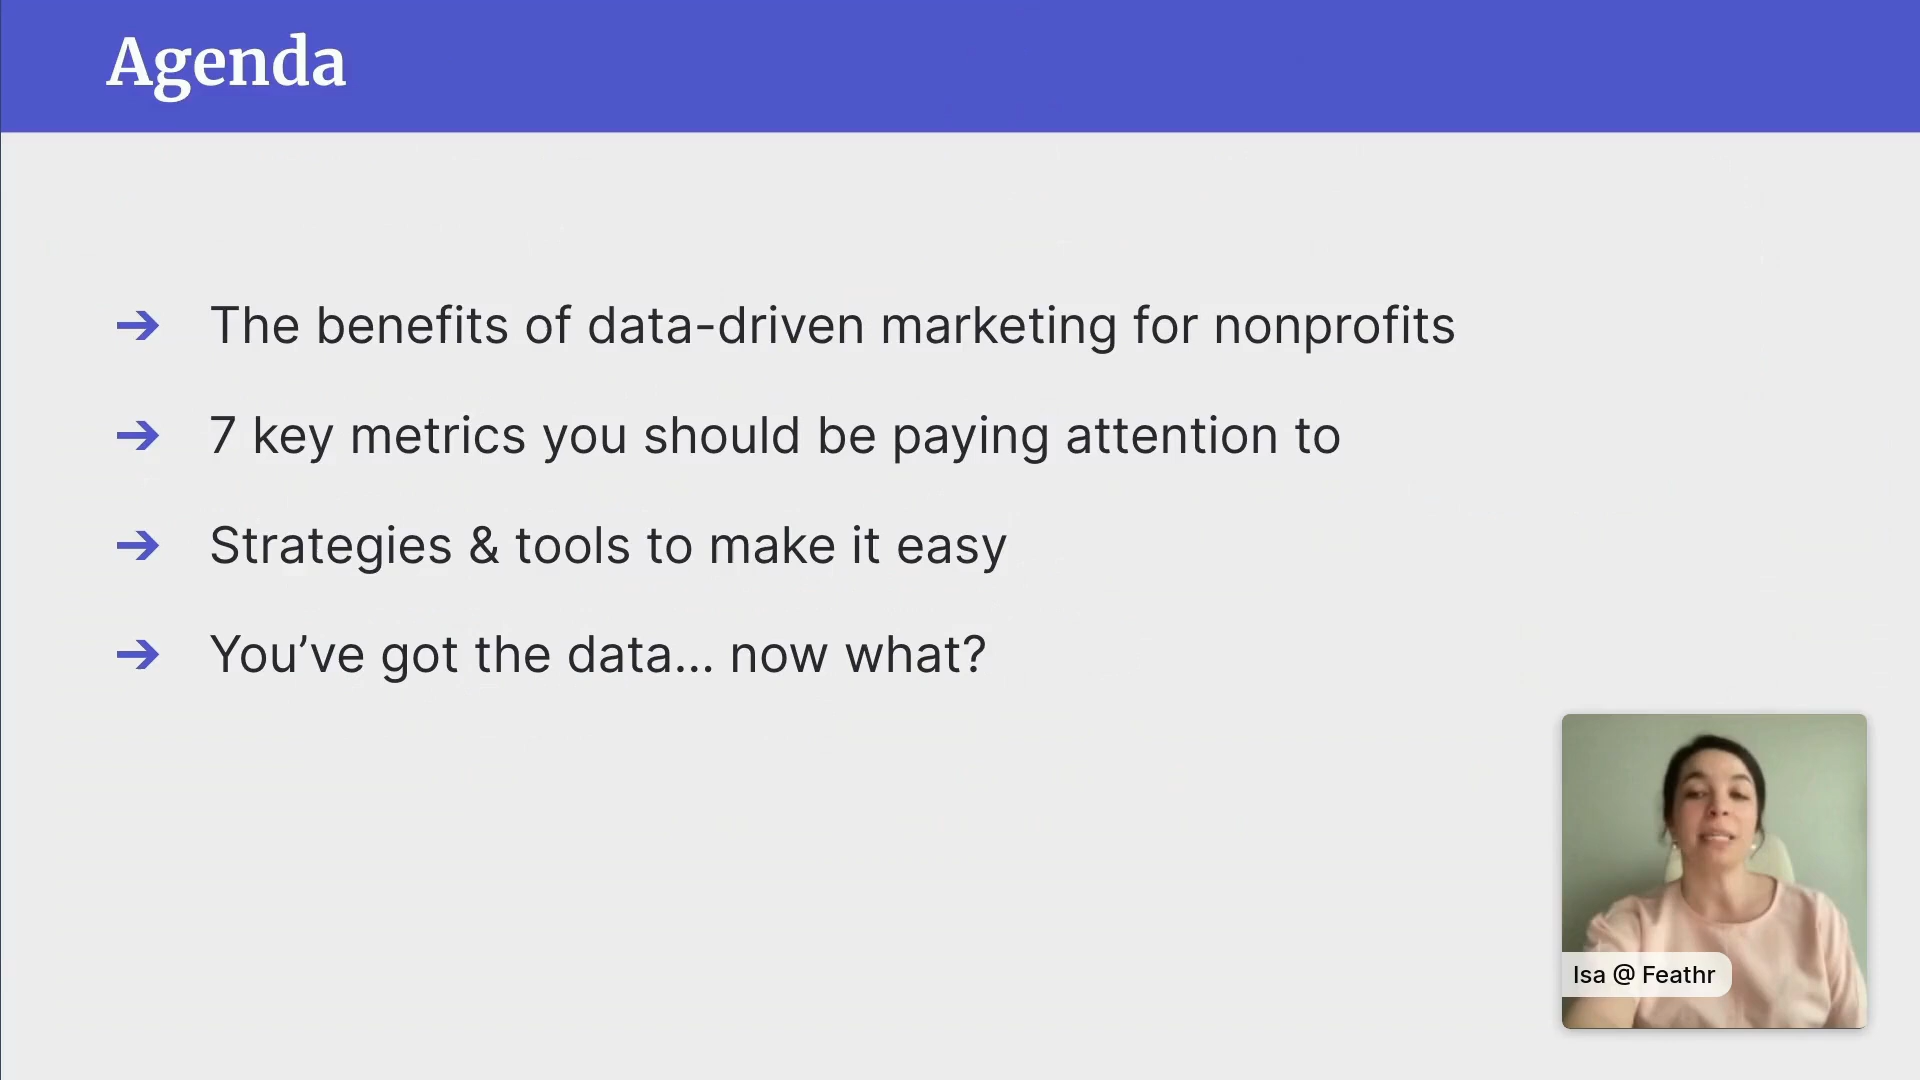 Agenda
➔ The benefits of data-driven marketing for nonprofits
➔ 7 key metrics you should be paying attention to
➔ Strategies & tools to make it easy
➔ You’ve got the data... now what?
Isa @ Feathr